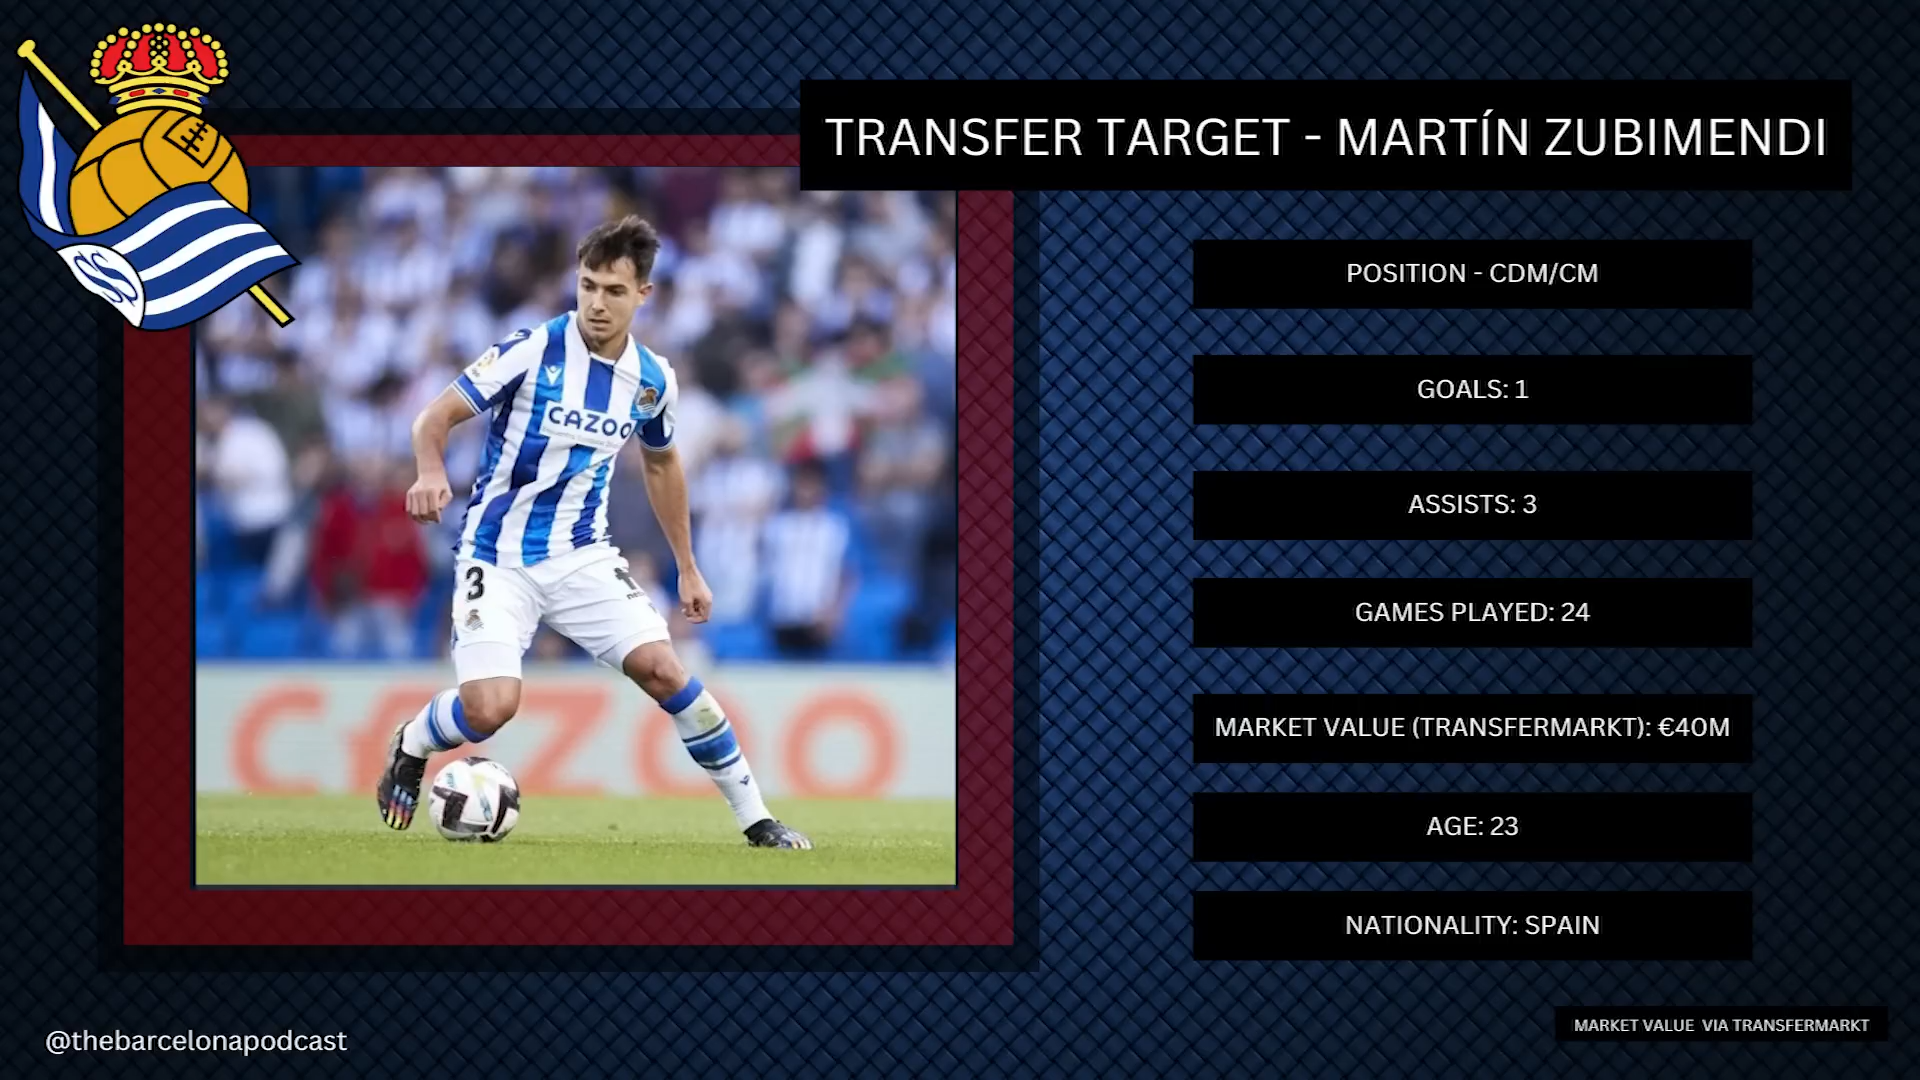 TRANSFER TARGET - MARTÍN ZUBIMENDI
POSITION - CDM/CM
GOALS: 1
ASSISTS: 3
GAMES PLAYED: 24
MARKET VALUE (TRANSFERMARKT): €40M
AGE: 23
NATIONALITY: SPAIN
CAZOO
3
CAZOO
@thebarcelonapodcast
MARKET VALUE VIA TRANSFERMARKT